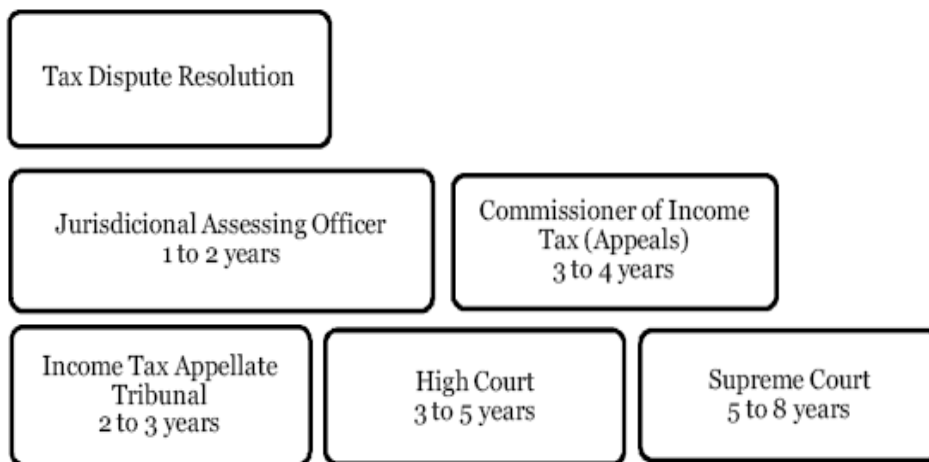 Tax Dispute Resolution
Jurisdicional Assessing Officer
1 to 2 years
Commissioner of Income
Tax (Appeals)
3 to 4 years
Income Tax Appellate
Tribunal
2 to 3 years
High Court
3 to 5 years
Supreme Court
5 to 8 years